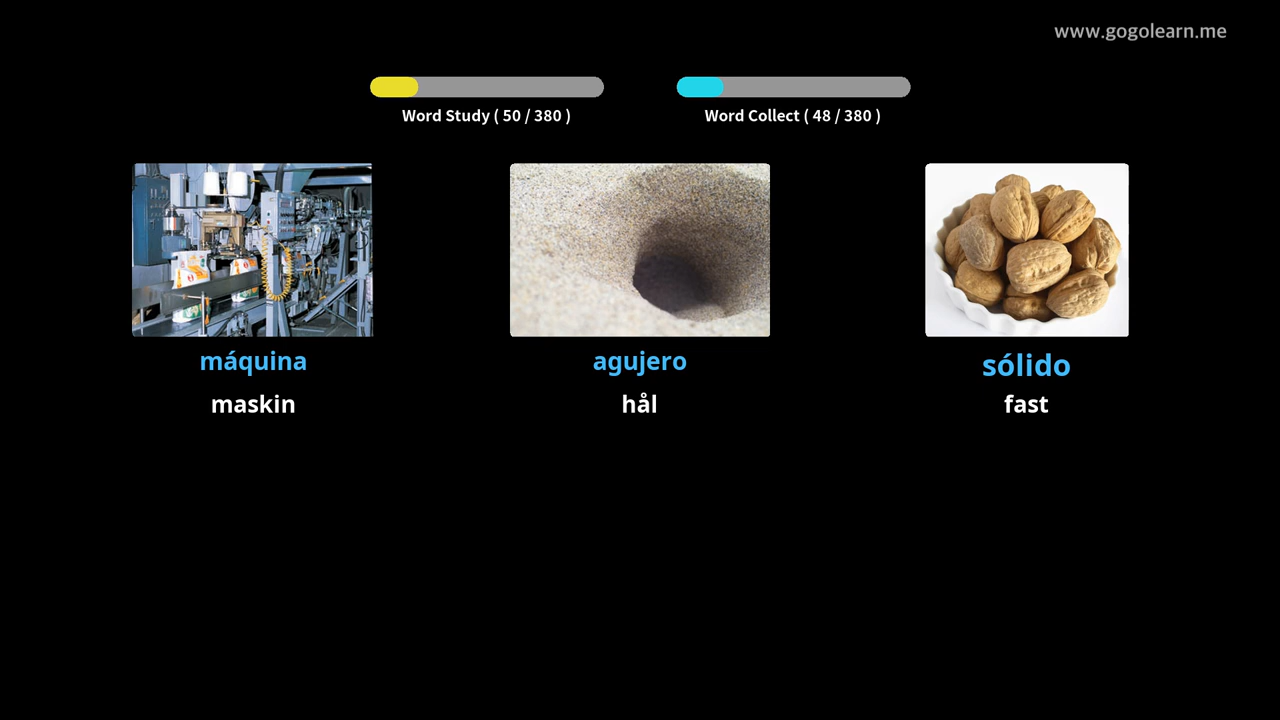 www.gogolearn.me
Word Study ( 50 / 380 )
Word Collect ( 48 / 380 )
máquina
maskin
agujero
hål
sólido
fast